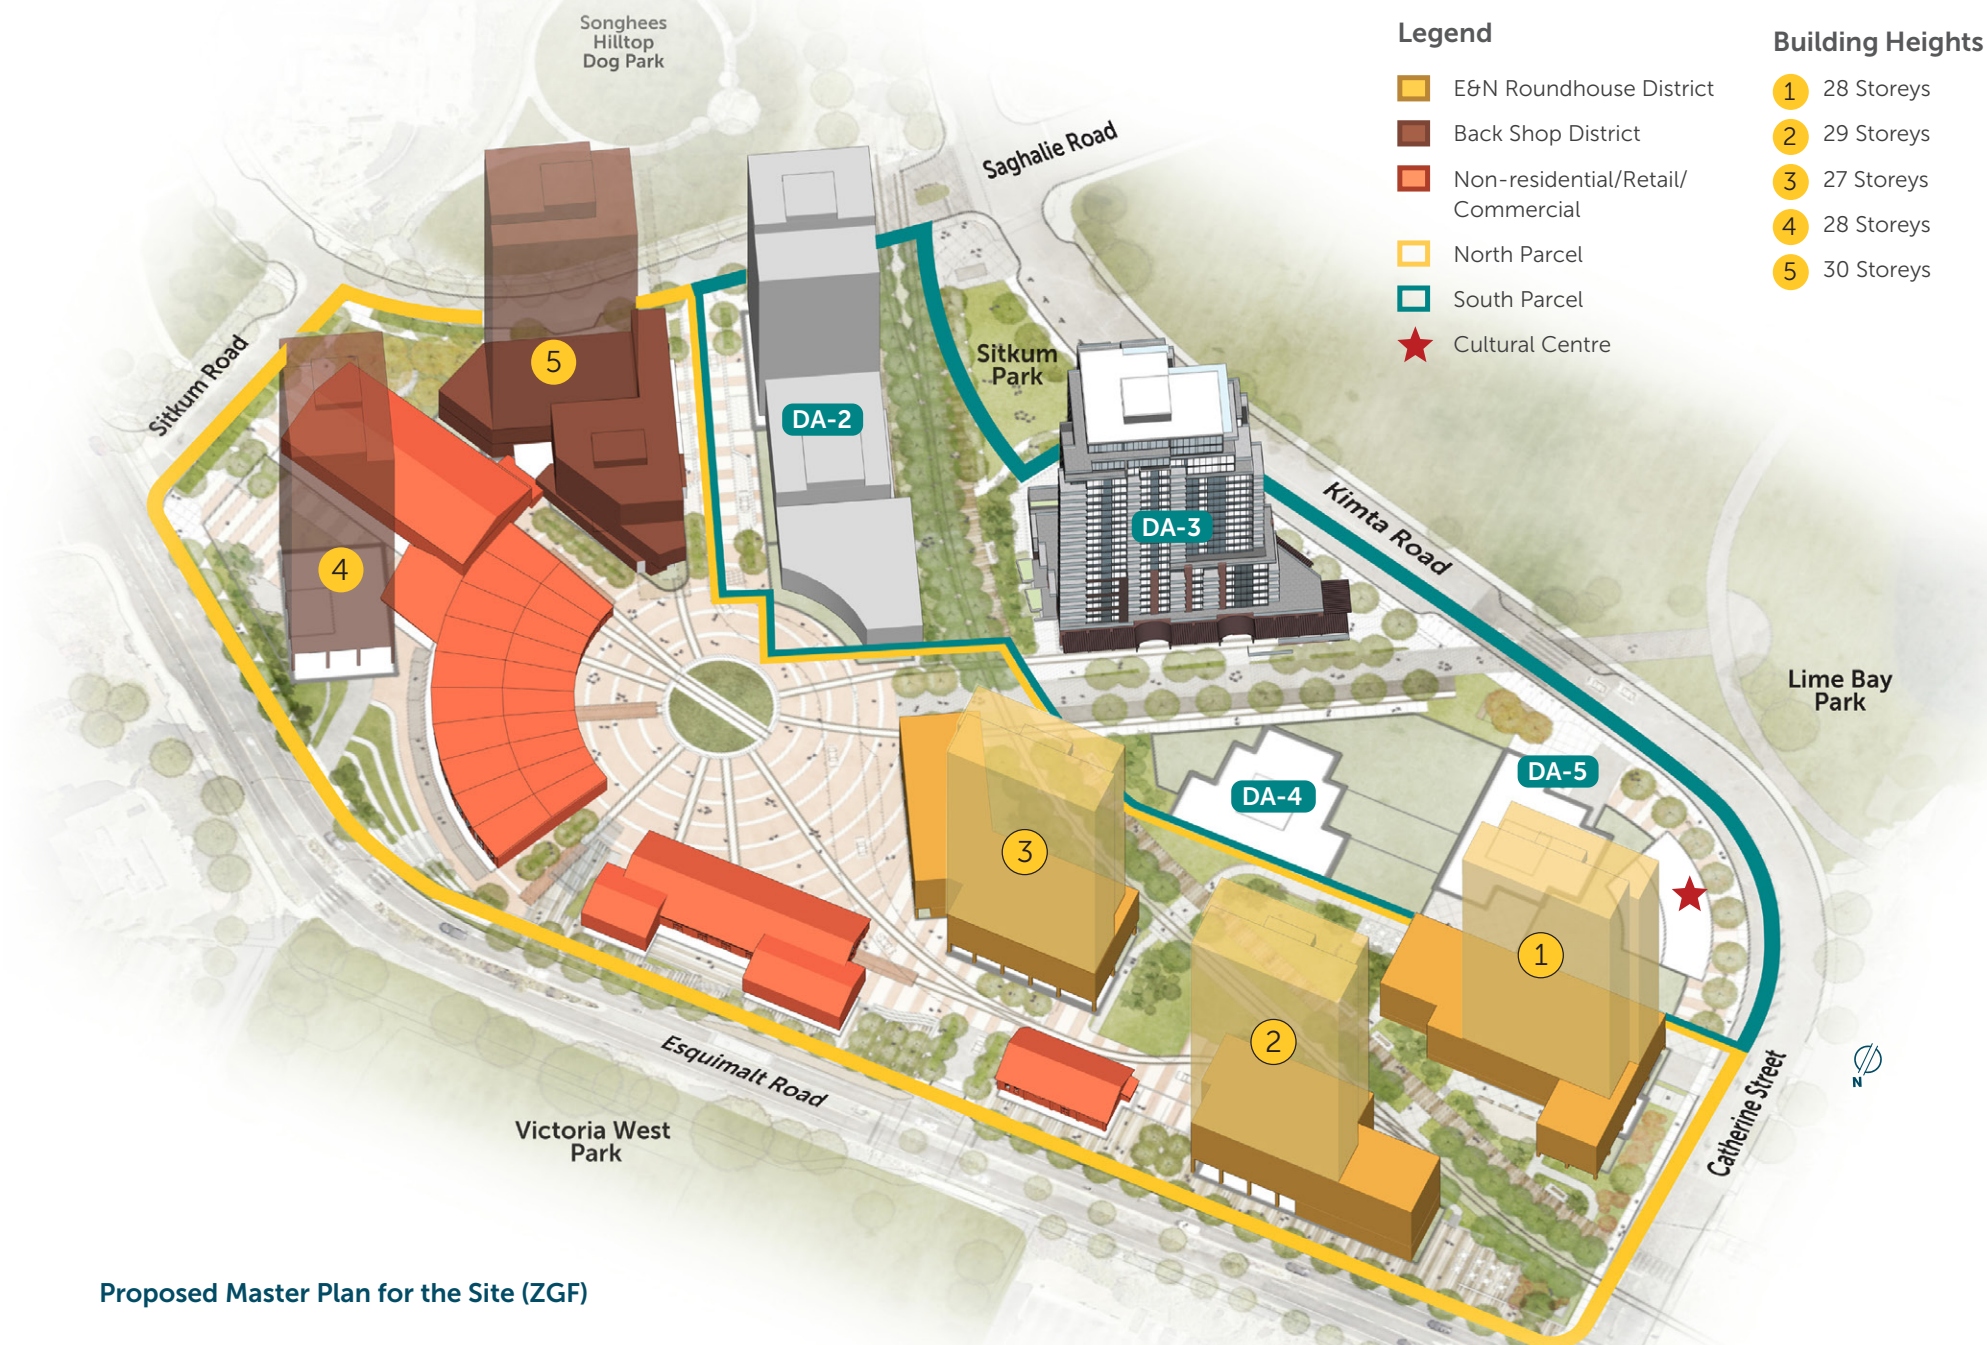 Songhees
Hilltop
Dog Park
Saghalie Road
Legend
E&N Roundhouse District
Back Shop District
Non-residential/Retail/
Commercial
North Parcel
South Parcel
Cultural Centre
Building Heights
1 28 Storeys
2 29 Storeys
3 27 Storeys
4 28 Storeys
5 30 Storeys
Sitkum Road
5
Sitkum
Park
DA-2
DA-3
Kimta Road
4
Lime Bay
Park
DA-5
DA-4
3
1
2
Esquimalt Road
Catherine Street
N
Victoria West
Park
Proposed Master Plan for the Site (ZGF)